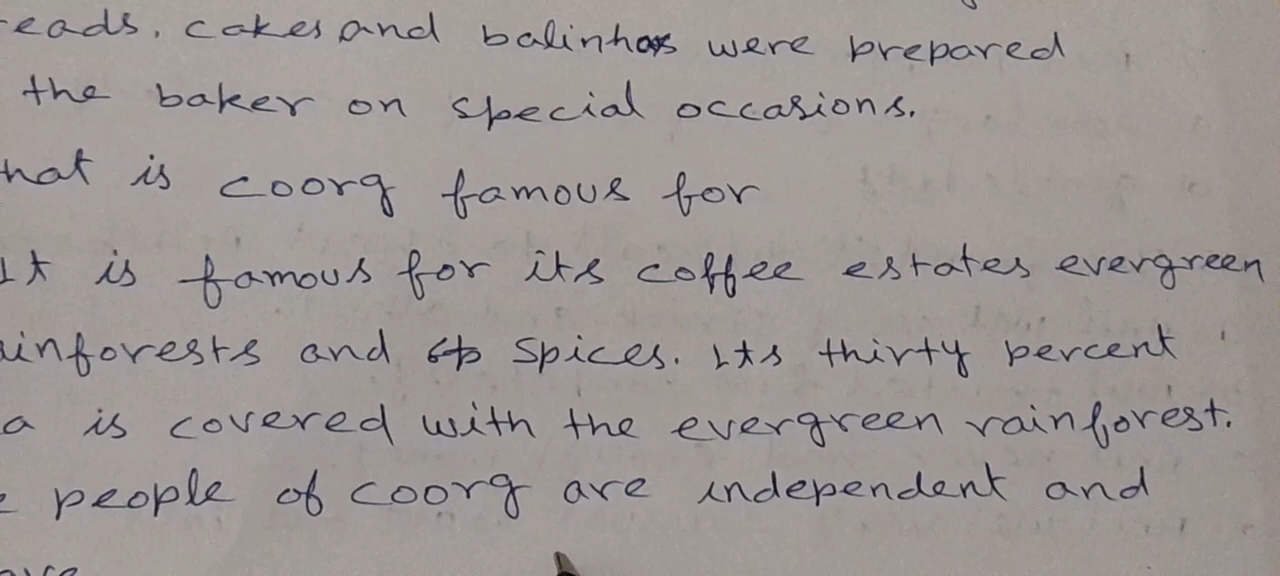 eads, cakes and balinhas were prepared
the baker on special occasions.
hat is coorg famous for
It is famous for its coffee estates, evergreen
inforests and spices. Its thirty percent
a is covered with the evergreen rainforest.
e people of coorg are independent and